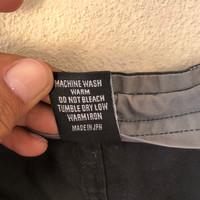 MACHINE WASH
WARM
DO NOT BLEACH
TUMBLE DRY LOW
WARM IRON
MADE IN JPN